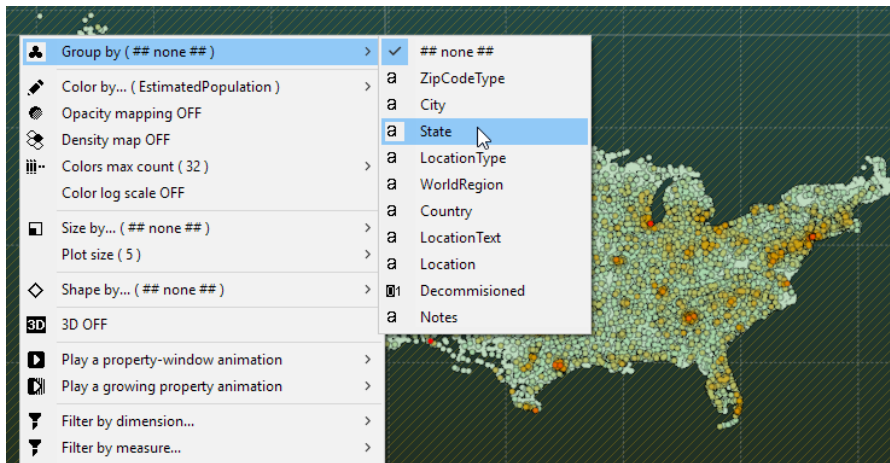 Group by ( ## none ## )
Color by... ( EstimatedPopulation )
Opacity mapping OFF
Density map OFF
Colors max count ( 32 )
Color log scale OFF
Size by... ( ## none ## )
Plot size ( 5 )
Shape by... ( ## none ## )
3D 3D OFF
Play a property-window animation
Play a growing property animation
Filter by dimension...
Filter by measure...
## none ##
a ZipCodeType
a City
a State
a LocationType
a WorldRegion
a Country
a LocationText
a Location
01 Decommisioned
a Notes